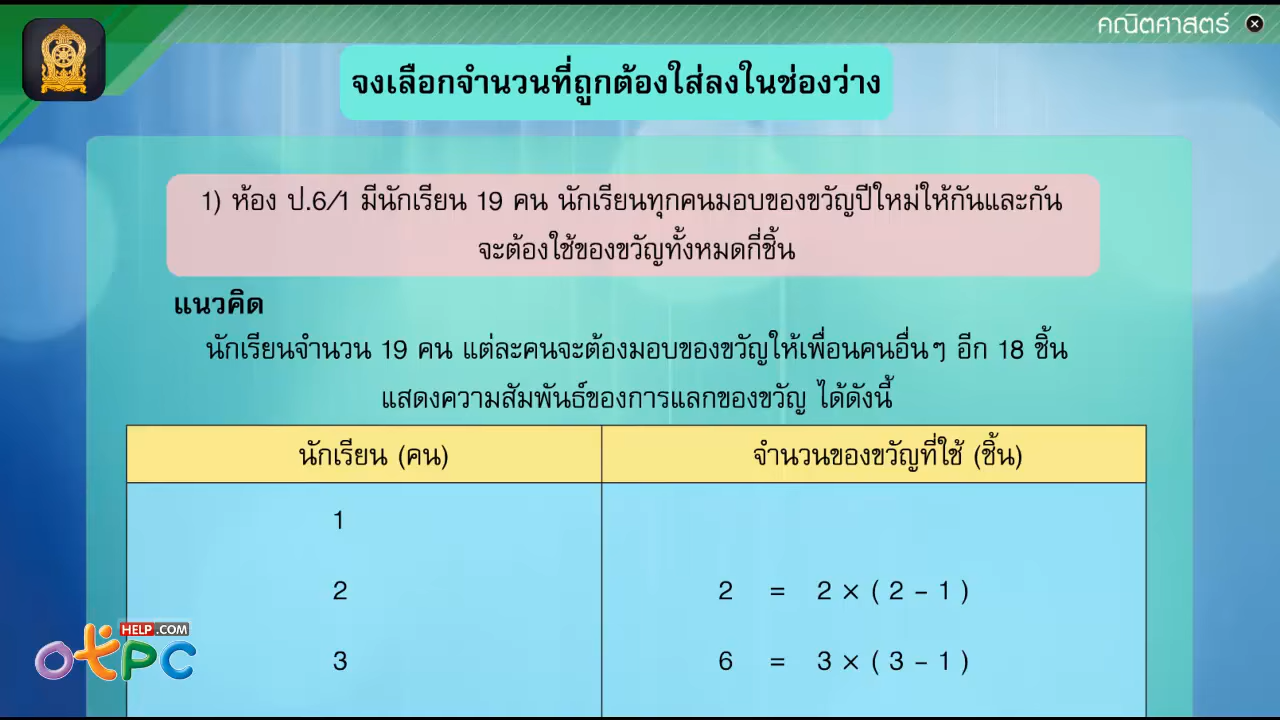 คณิตศาสตร์
จงเลือกจำนวนที่ถูกต้องใส่ลงในช่องว่าง
1) ห้อง ป.6/1 มีนักเรียน 19 คน นักเรียนทุกคนมอบของขวัญปีใหม่ให้กันและกัน
จะต้องใช้ของขวัญทั้งหมดกี่ชิ้น
แนวคิด
นักเรียนจำนวน 19 คน แต่ละคนจะต้องมอบของขวัญให้เพื่อนคนอื่นๆ อีก 18 ชิ้น
แสดงความสัมพันธ์ของการแลกของขวัญ ได้ดังนี้
นักเรียน (คน) จำนวนของขวัญที่ใช้ (ชิ้น)
1
2 2 = 2 × ( 2 - 1 )
3 6 = 3 × ( 3 - 1 )
HELP.COM
OTPC